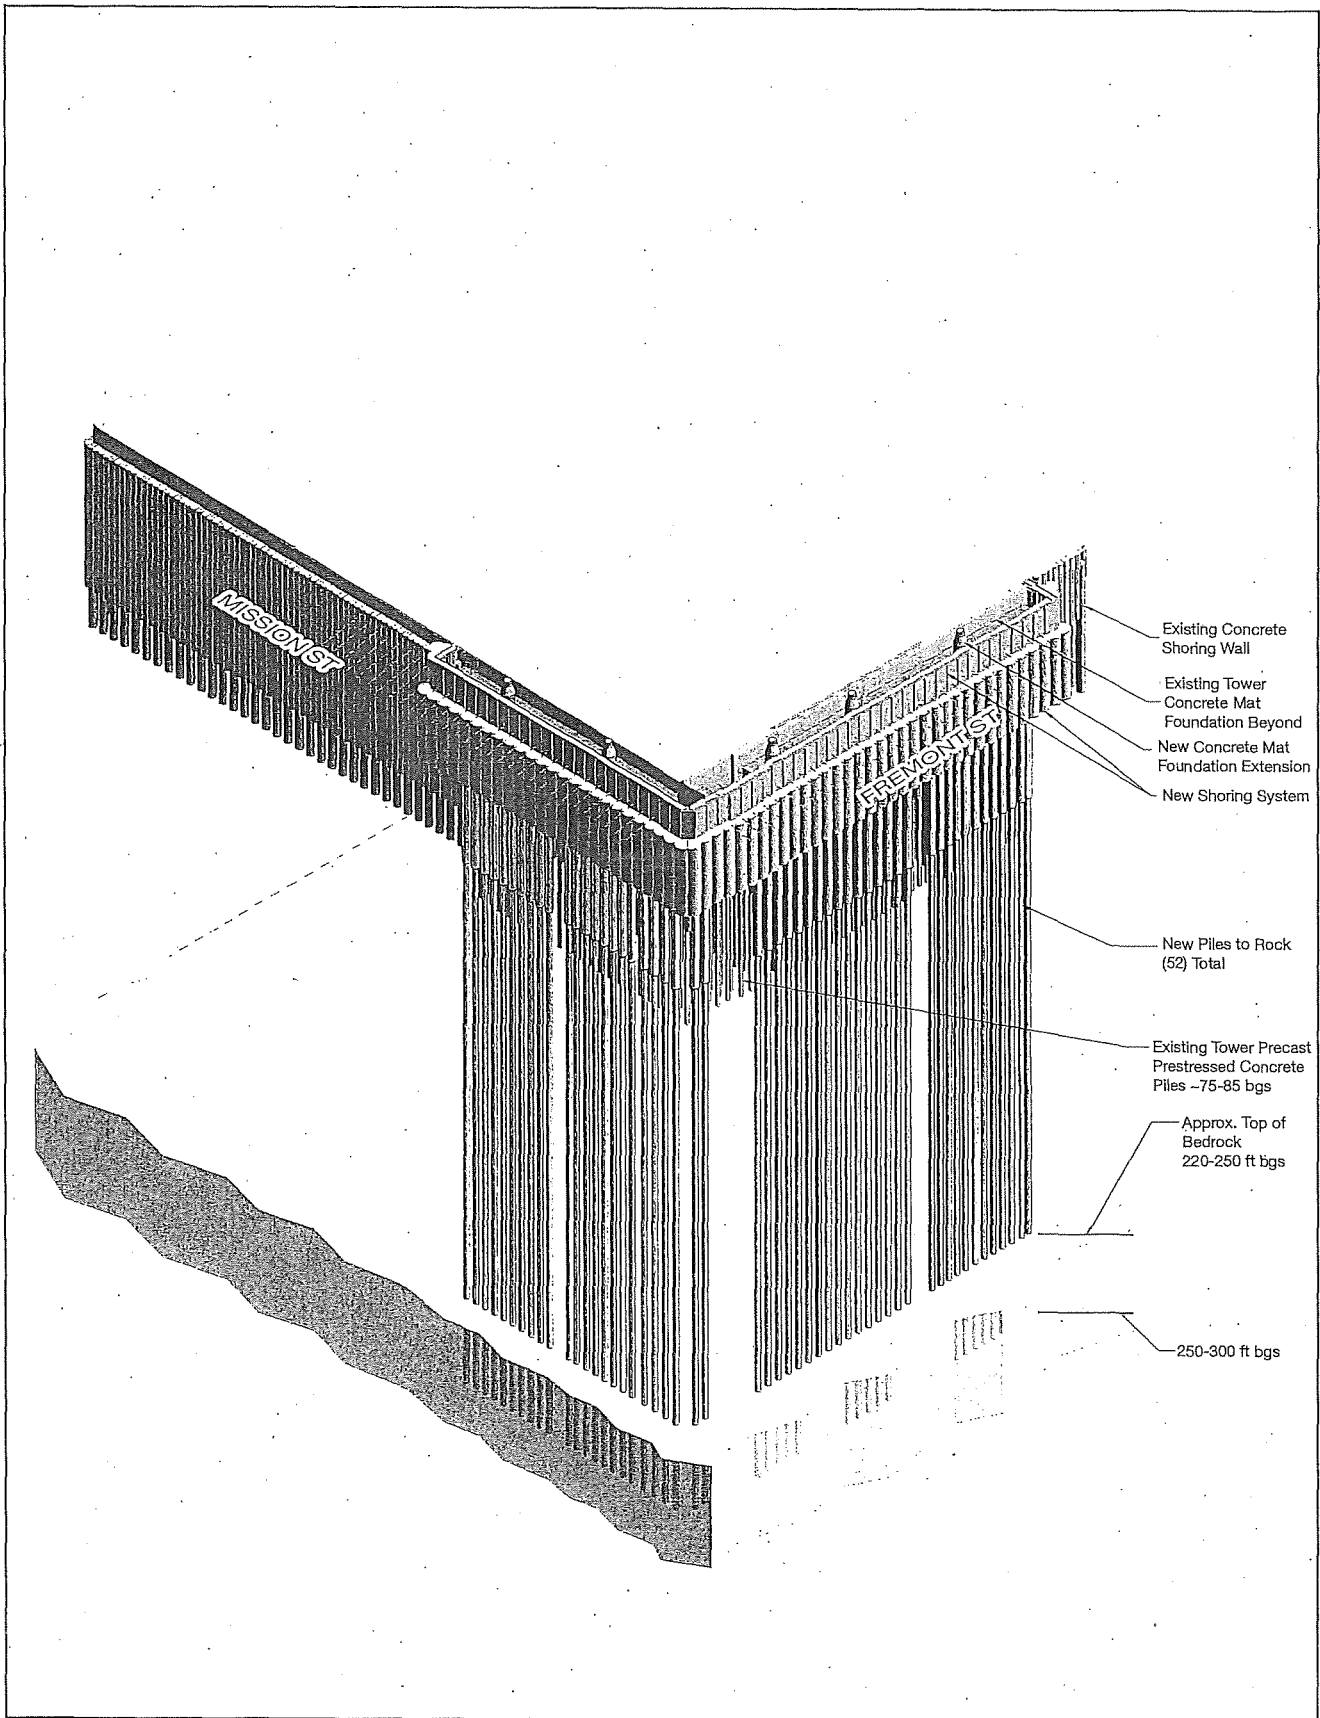 MISSION ST
FREMONT ST
Existing Concrete
Shoring Wall
Existing Tower
Concrete Mat
Foundation Beyond
New Concrete Mat
Foundation Extension
New Shoring System
New Piles to Rock
(52) Total
Existing Tower Precast
Prestressed Concrete
Piles ~75-85 bgs
Approx. Top of
Bedrock
220-250 ft bgs
250-300 ft bgs